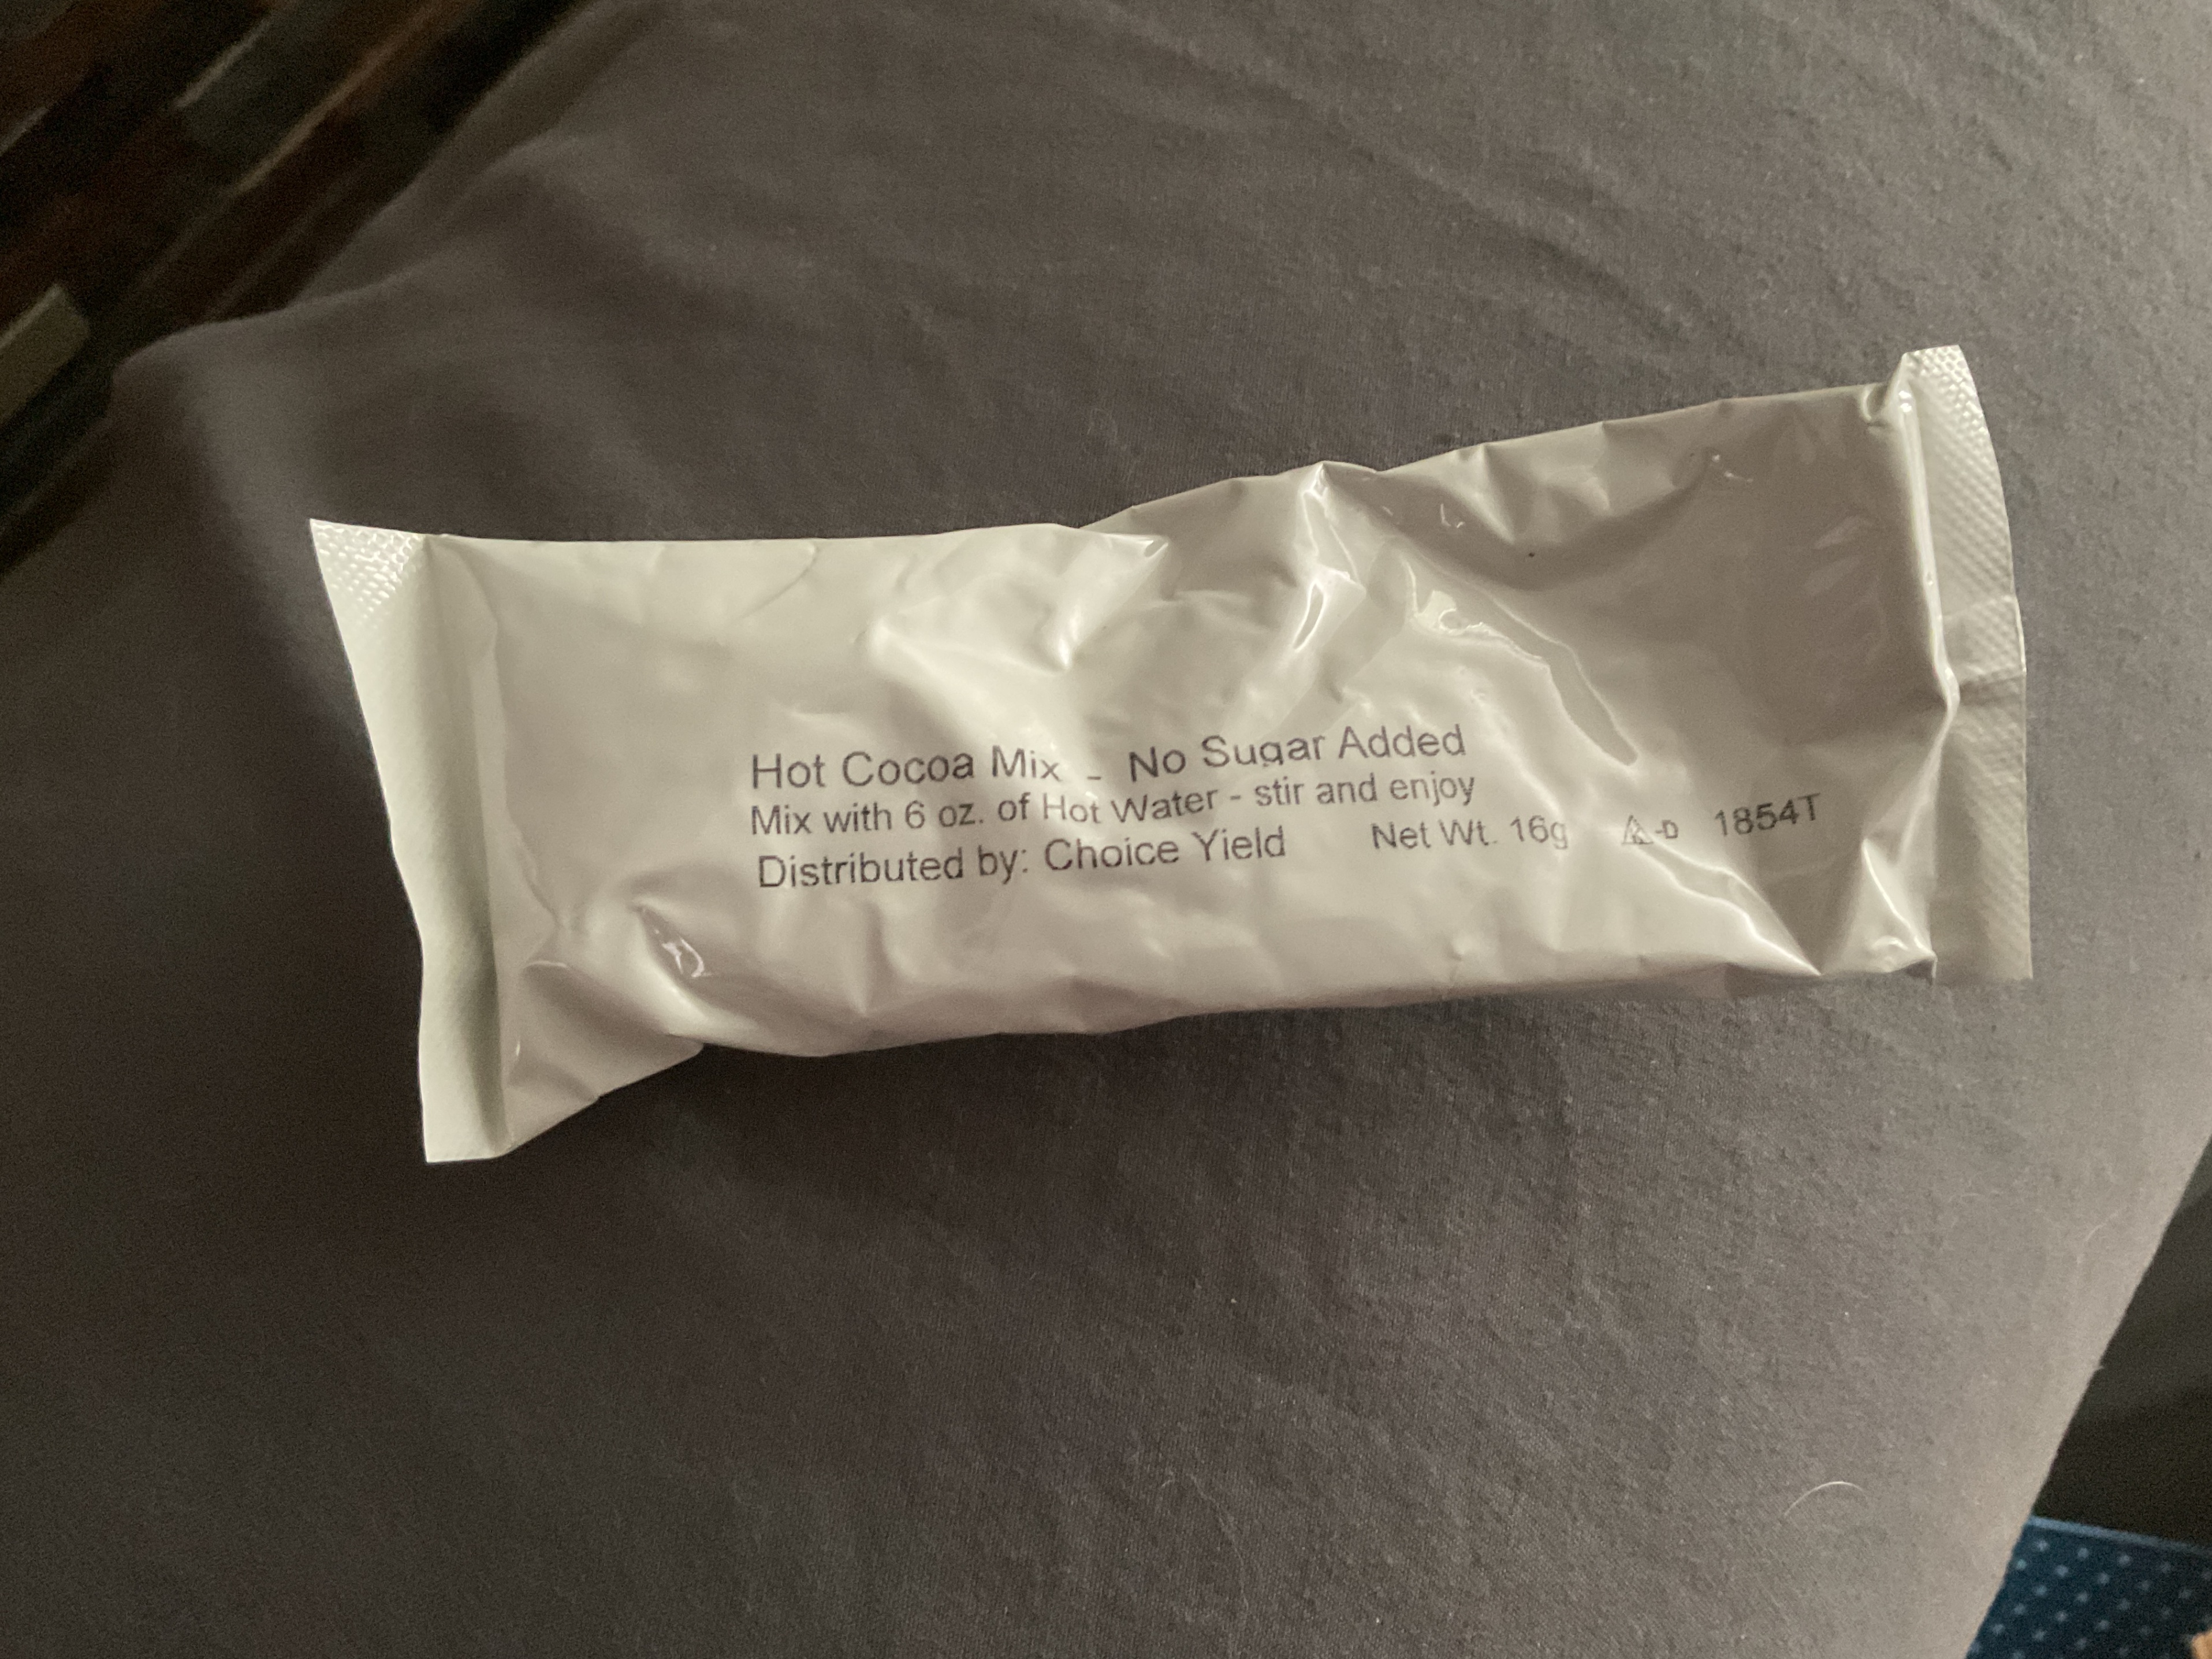 Hot Cocoa Mix - No Sugar Added
Mix with 6 oz. of Hot Water - stir and enjoy
Distributed by: Choice Yield Net Wt. 16g K-D 1854T